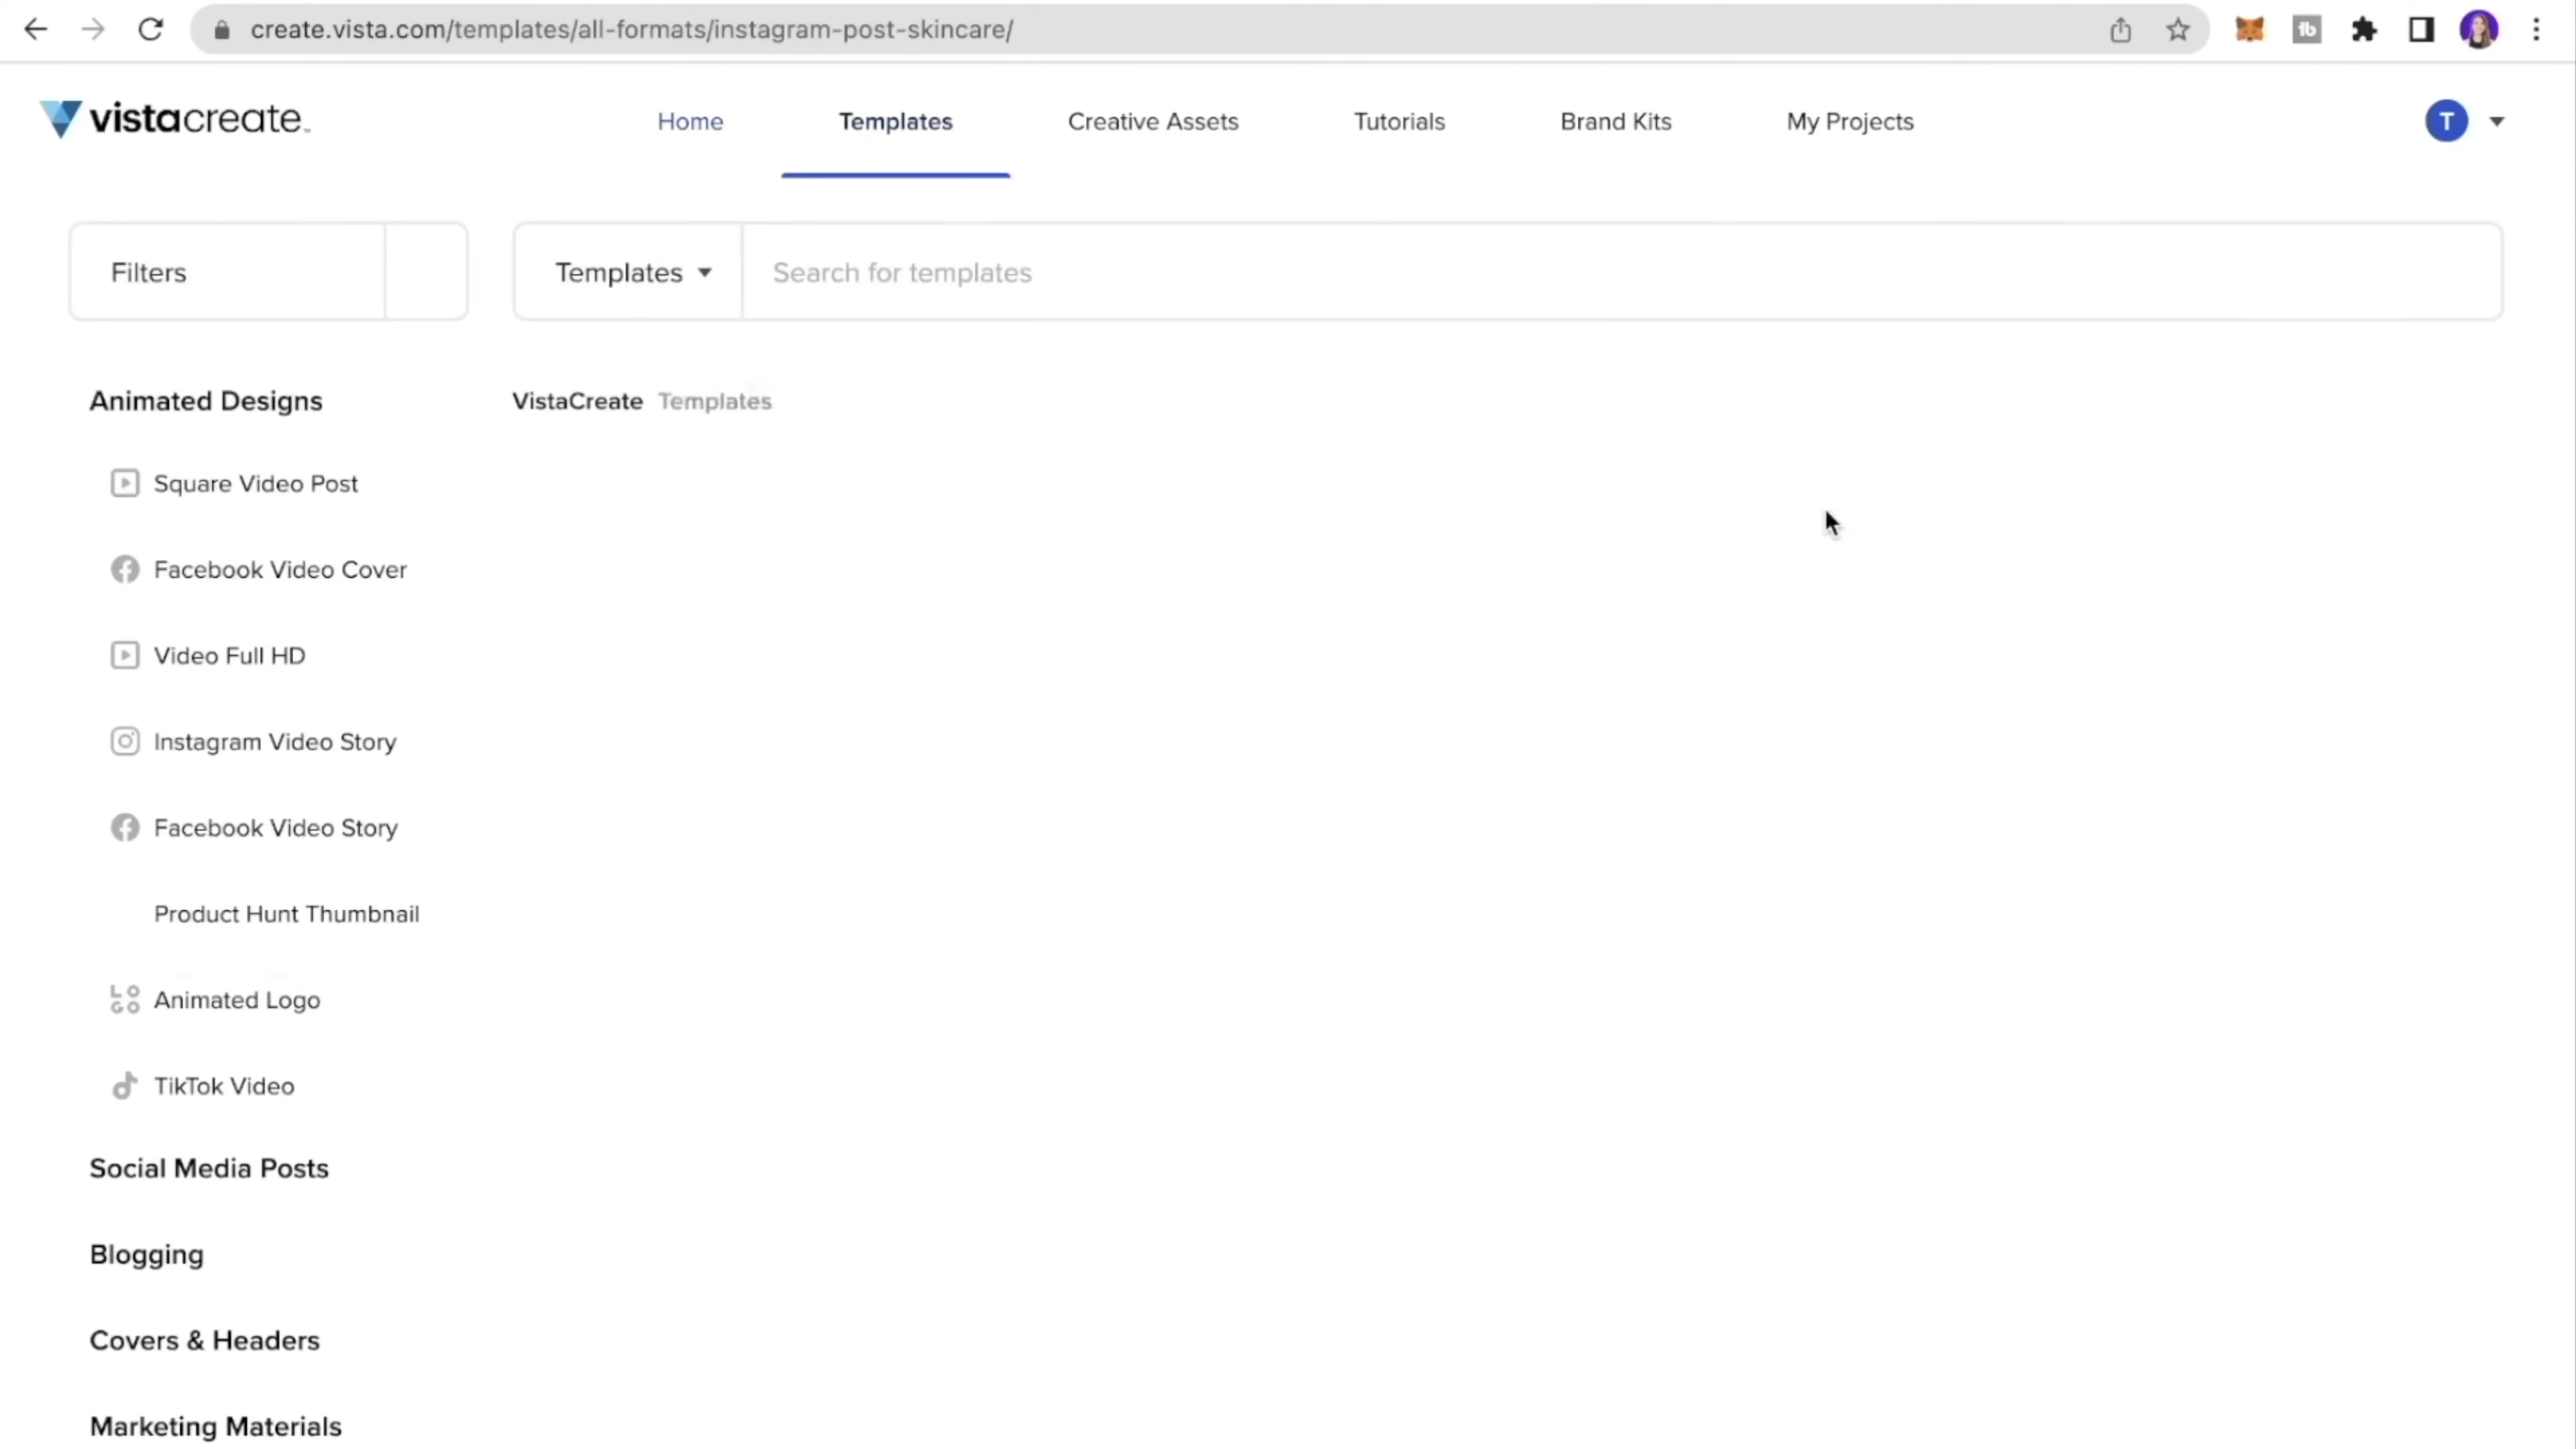 create.vista.com/templates/all-formats/instagram-post-skincare/
vistacreate
Home
Templates
Creative Assets
Tutorials
Brand Kits
My Projects
T
Filters
Templates
Search for templates
Animated Designs
VistaCreate Templates
Square Video Post
Facebook Video Cover
Video Full HD
Instagram Video Story
Facebook Video Story
Product Hunt Thumbnail
LOGO Animated Logo
TikTok Video
Social Media Posts
Blogging
Covers & Headers
Marketing Materials